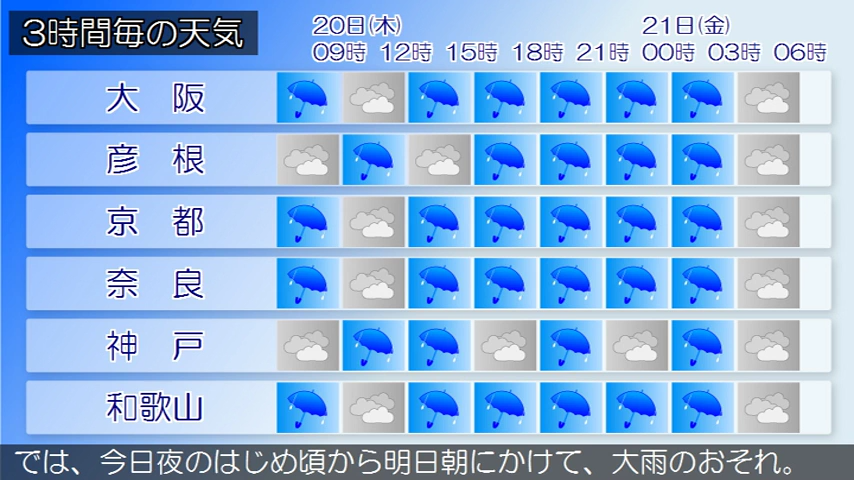 3時間毎の天気
20日(木) 21日(金)
09時 12時 15時 18時 21時 00時 03時 06時
大 阪
彦 根
京 都
奈 良
神 戸
和歌山
では、今日夜のはじめ頃から明日朝にかけて、大雨のおそれ。